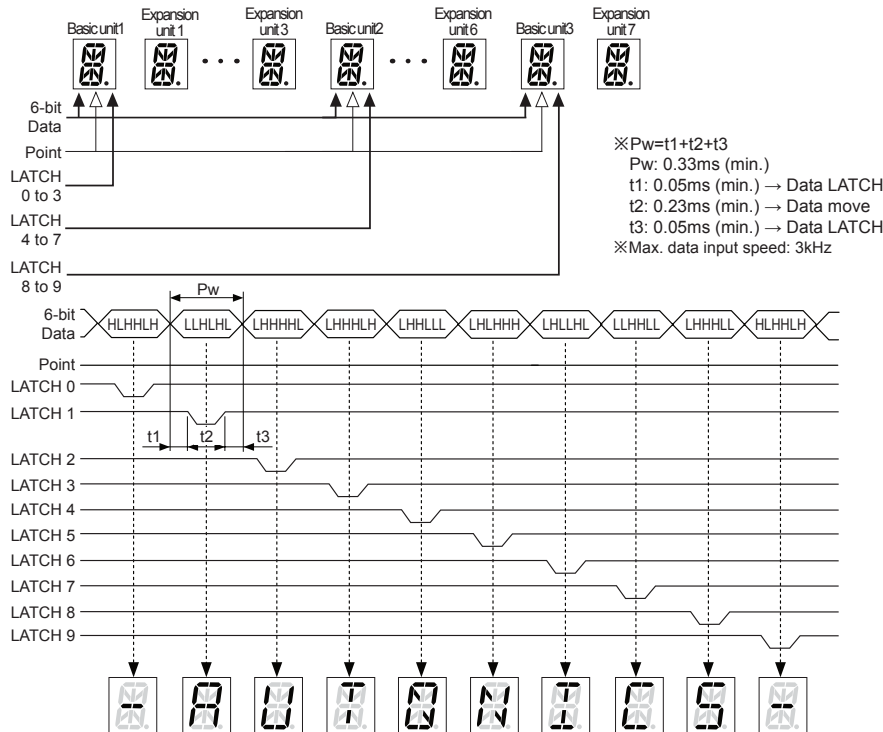 Basic unit1
Expansion unit 1
Expansion unit 3
Basic unit2
Expansion unit 6
Basic unit3
Expansion unit 7
6-bit
Data
Point
LATCH
0 to 3
LATCH
4 to 7
LATCH
8 to 9
※Pw=t1+t2+t3
Pw: 0.33ms (min.)
t1: 0.05ms (min.) → Data LATCH
t2: 0.23ms (min.) → Data move
t3: 0.05ms (min.) → Data LATCH
※Max. data input speed: 3kHz
Pw
6-bit
Data
HLHHLH LLHLHL LHHHHL LHHHLH LHHLLL LHLHHH LHLLHL LLHHLL LHHHLL HLHHLH
Point
LATCH 0
LATCH 1
t1 t2 t3
LATCH 2
LATCH 3
LATCH 4
LATCH 5
LATCH 6
LATCH 7
LATCH 8
LATCH 9
- A U T O N I C S -